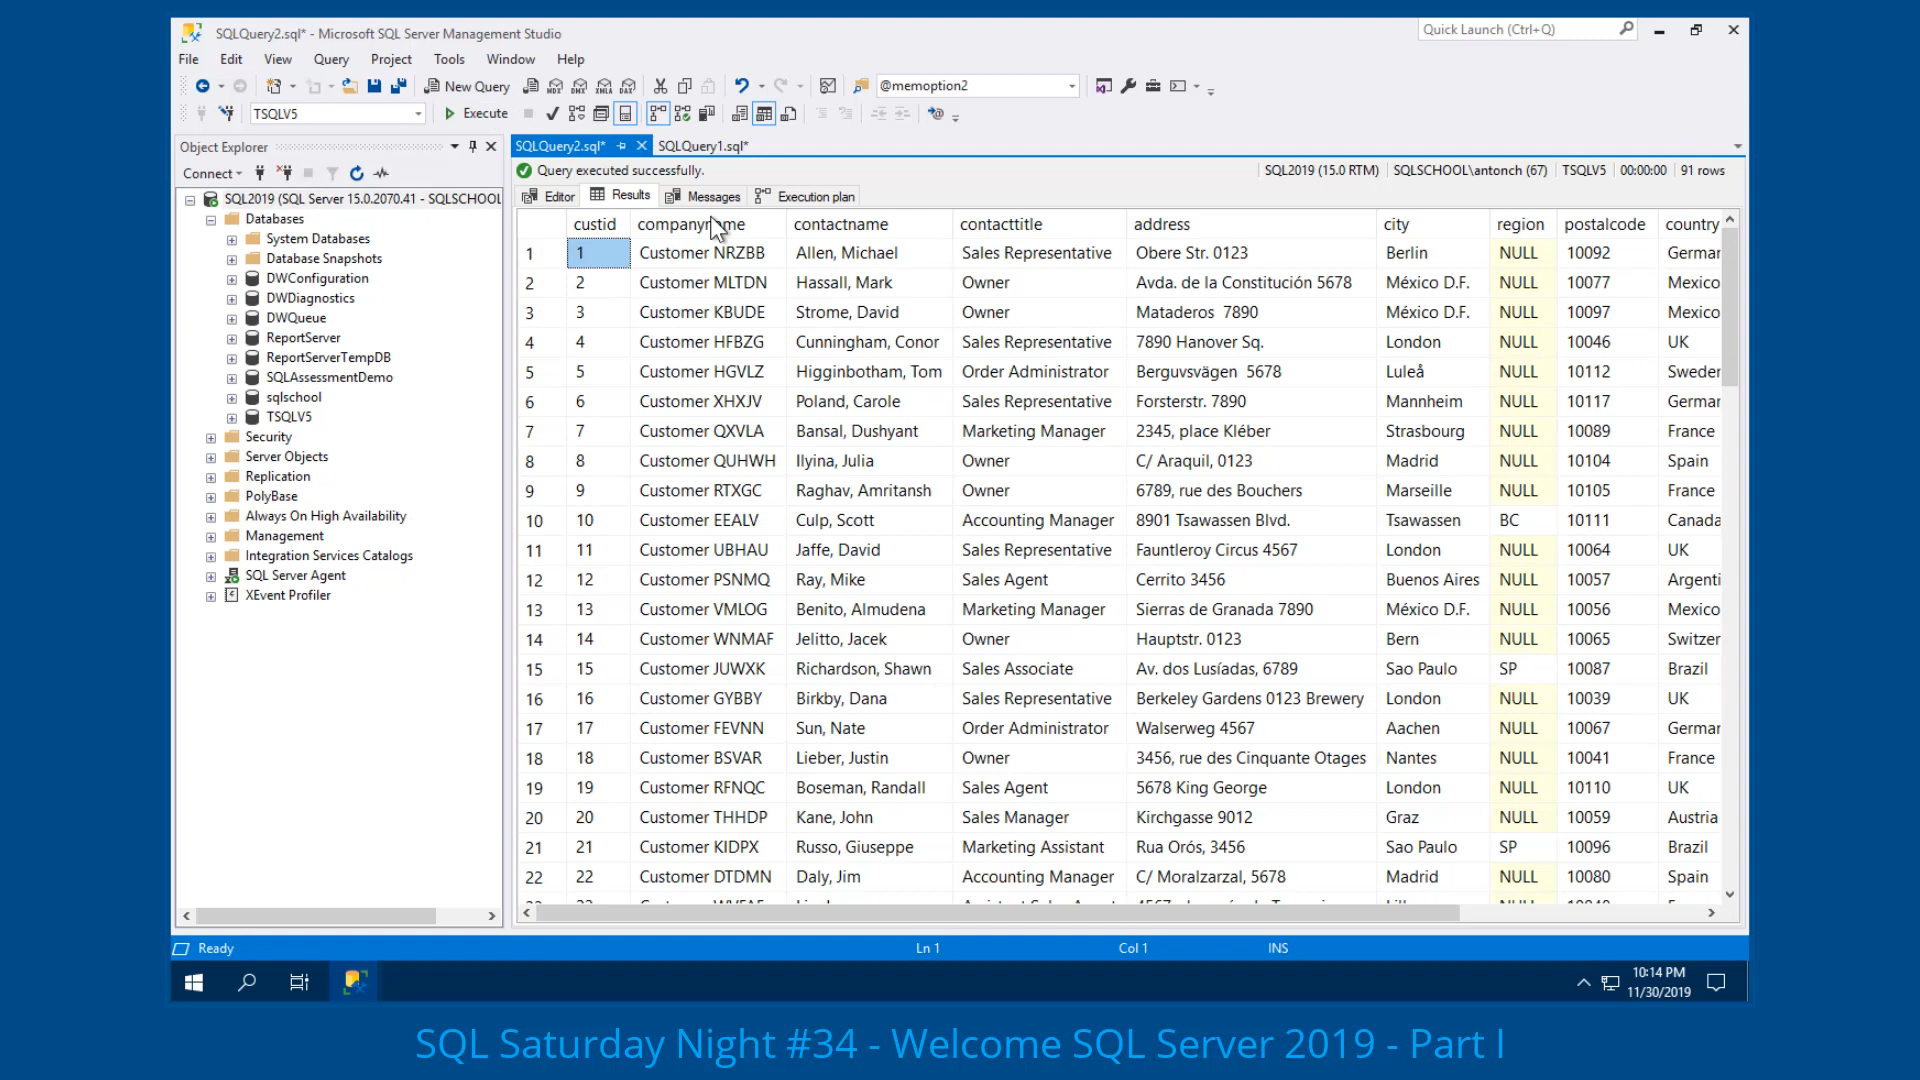 SQLQuery2.sql* - Microsoft SQL Server Management Studio
Quick Launch (Ctrl+Q)
File Edit View Query Project Tools Window Help
New Query MDX DMX XMLA DAX @memoption2
TSQLV5 Execute
Object Explorer
SQLQuery2.sql* SQLQuery1.sql*
Connect
Query executed successfully. SQL2019 (15.0 RTM) SQLSCHOOL\antonch (67) TSQLV5 00:00:00 91 rows
Editor Results Messages Execution plan
SQL2019 (SQL Server 15.0.2070.41 - SQLSCHOOL
Databases
System Databases
Database Snapshots
DWConfiguration
DWDiagnostics
DWQueue
ReportServer
ReportServerTempDB
SQLAssessmentDemo
sqlschool
TSQLV5
Security
Server Objects
Replication
PolyBase
Always On High Availability
Management
Integration Services Catalogs
SQL Server Agent
XEvent Profiler
custid companyname contactname contacttitle address city region postalcode country
1 1 Customer NRZBB Allen, Michael Sales Representative Obere Str. 0123 Berlin NULL 10092 German
2 2 Customer MLTDN Hassall, Mark Owner Avda. de la Constitución 5678 México D.F. NULL 10077 Mexico
3 3 Customer KBUDE Strome, David Owner Mataderos 7890 México D.F. NULL 10097 Mexico
4 4 Customer HFBZG Cunningham, Conor Sales Representative 7890 Hanover Sq. London NULL 10046 UK
5 5 Customer HGVLZ Higginbotham, Tom Order Administrator Berguvsvägen 5678 Luleå NULL 10112 Sweden
6 6 Customer XHXJV Poland, Carole Sales Representative Forsterstr. 7890 Mannheim NULL 10117 German
7 7 Customer QXVLA Bansal, Dushyant Marketing Manager 2345, place Kléber Strasbourg NULL 10089 France
8 8 Customer QUHWH Ilyina, Julia Owner C/ Araquil, 0123 Madrid NULL 10104 Spain
9 9 Customer RTXGC Raghav, Amritansh Owner 6789, rue des Bouchers Marseille NULL 10105 France
10 10 Customer EEALV Culp, Scott Accounting Manager 8901 Tsawassen Blvd. Tsawassen BC 10111 Canada
11 11 Customer UBHAU Jaffe, David Sales Representative Fauntleroy Circus 4567 London NULL 10064 UK
12 12 Customer PSNMQ Ray, Mike Sales Agent Cerrito 3456 Buenos Aires NULL 10057 Argenti
13 13 Customer VMLOG Benito, Almudena Marketing Manager Sierras de Granada 7890 México D.F. NULL 10056 Mexico
14 14 Customer WNMAF Jelitto, Jacek Owner Hauptstr. 0123 Bern NULL 10065 Switzer
15 15 Customer JUWXK Richardson, Shawn Sales Associate Av. dos Lusíadas, 6789 Sao Paulo SP 10087 Brazil
16 16 Customer GYBBY Birkby, Dana Sales Representative Berkeley Gardens 0123 Brewery London NULL 10039 UK
17 17 Customer FEVNN Sun, Nate Order Administrator Walserweg 4567 Aachen NULL 10067 German
18 18 Customer BSVAR Lieber, Justin Owner 3456, rue des Cinquante Otages Nantes NULL 10041 France
19 19 Customer RFNQC Boseman, Randall Sales Agent 5678 King George London NULL 10110 UK
20 20 Customer THHDP Kane, John Sales Manager Kirchgasse 9012 Graz NULL 10059 Austria
21 21 Customer KIDPX Russo, Giuseppe Marketing Assistant Rua Orós, 3456 Sao Paulo SP 10096 Brazil
22 22 Customer DTDMN Daly, Jim Accounting Manager C/ Moralzarzal, 5678 Madrid NULL 10080 Spain
Ready Ln 1 Col 1 INS
10:14 PM
11/30/2019
SQL Saturday Night #34 - Welcome SQL Server 2019 - Part I